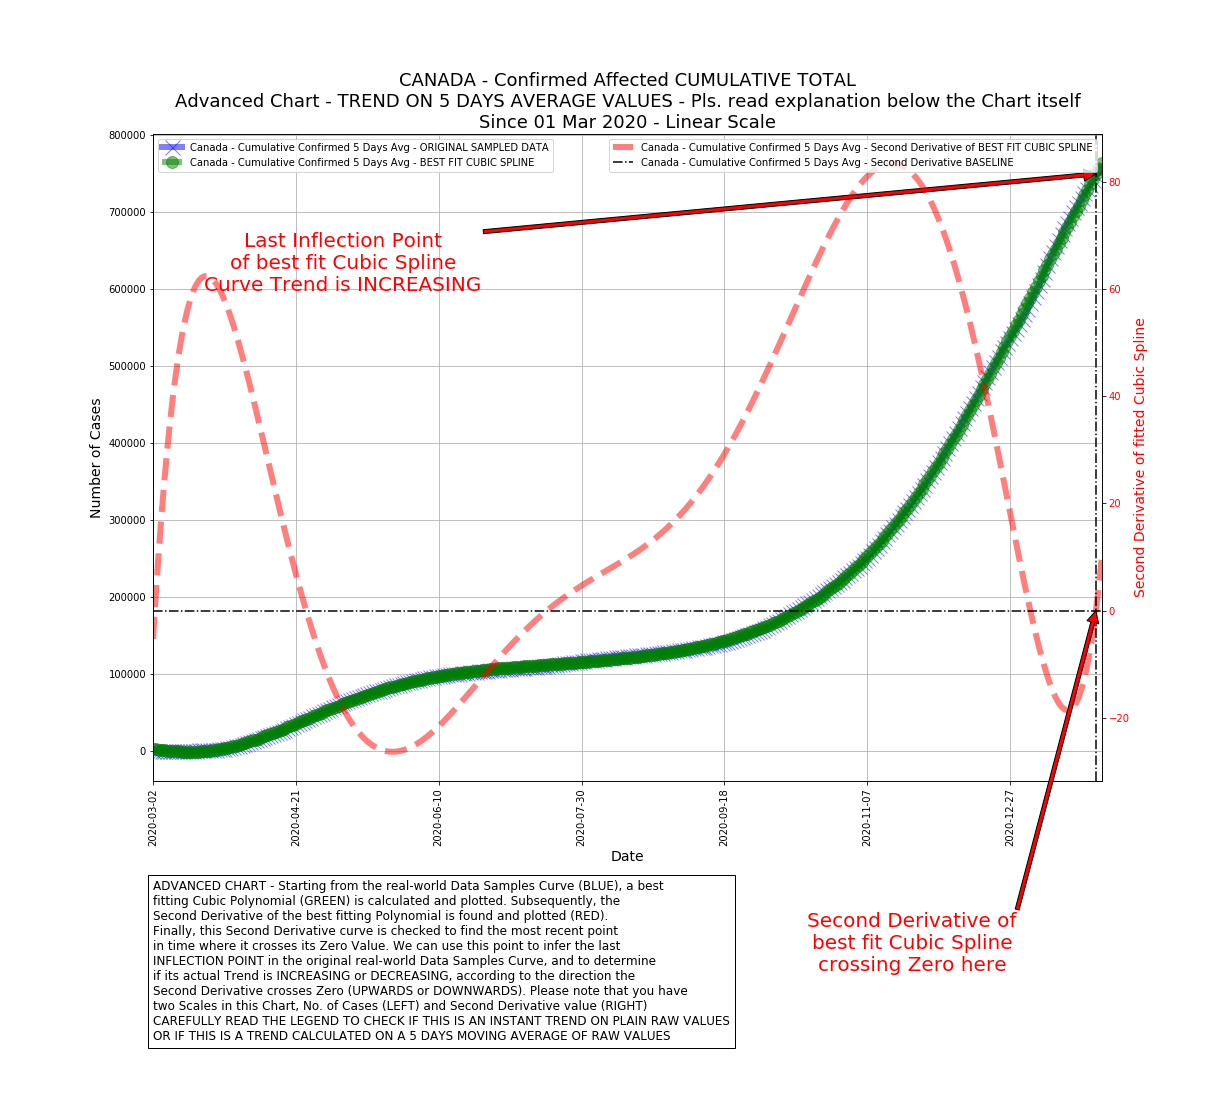 CANADA - Confirmed Affected CUMULATIVE TOTAL
Advanced Chart - TREND ON 5 DAYS AVERAGE VALUES - Pls. read explanation below the Chart itself
Since 01 Mar 2020 - Linear Scale
Canada - Cumulative Confirmed 5 Days Avg - ORIGINAL SAMPLED DATA
Canada - Cumulative Confirmed 5 Days Avg - BEST FIT CUBIC SPLINE
Canada - Cumulative Confirmed 5 Days Avg - Second Derivative of BEST FIT CUBIC SPLINE
Canada - Cumulative Confirmed 5 Days Avg - Second Derivative BASELINE
Last Inflection Point
of best fit Cubic Spline
Curve Trend is INCREASING
Number of Cases
800000
700000
600000
500000
400000
300000
200000
100000
0
80
60
40
20
0
−20
Second Derivative of fitted Cubic Spline
2020-03-02
2020-04-21
2020-06-10
2020-07-30
2020-09-18
2020-11-07
2020-12-27
Date
Second Derivative of
best fit Cubic Spline
crossing Zero here
ADVANCED CHART - Starting from the real-world Data Samples Curve (BLUE), a best
fitting Cubic Polynomial (GREEN) is calculated and plotted. Subsequently, the
Second Derivative of the best fitting Polynomial is found and plotted (RED).
Finally, this Second Derivative curve is checked to find the most recent point
in time where it crosses its Zero Value. We can use this point to infer the last
INFLECTION POINT in the original real-world Data Samples Curve, and to determine
if its actual Trend is INCREASING or DECREASING, according to the direction the
Second Derivative crosses Zero (UPWARDS or DOWNWARDS). Please note that you have
two Scales in this Chart, No. of Cases (LEFT) and Second Derivative value (RIGHT)
CAREFULLY READ THE LEGEND TO CHECK IF THIS IS AN INSTANT TREND ON PLAIN RAW VALUES
OR IF THIS IS A TREND CALCULATED ON A 5 DAYS MOVING AVERAGE OF RAW VALUES